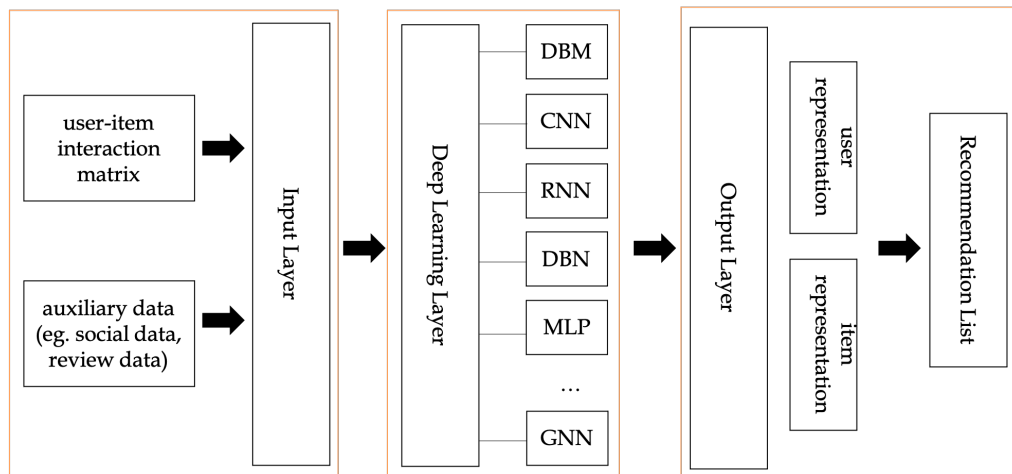 user-item
interaction
matrix
auxiliary data
(eg. social data,
review data)
Input Layer
Deep Learning Layer
DBM
CNN
RNN
DBN
MLP
...
GNN
Output Layer
user
representation
item
representation
Recommendation List